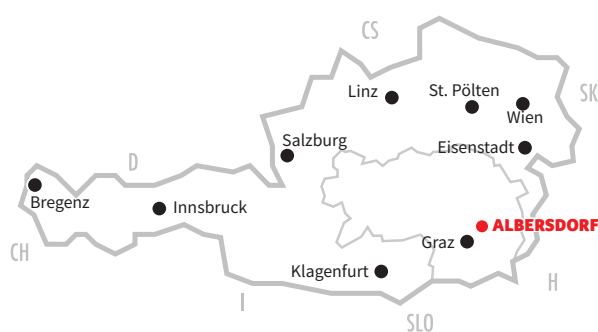 CS
Linz
St. Pölten
SK
Wien
Salzburg
Eisenstadt
D
Bregenz
Innsbruck
ALBERSDORF
Graz
CH
Klagenfurt
H
I
SLO